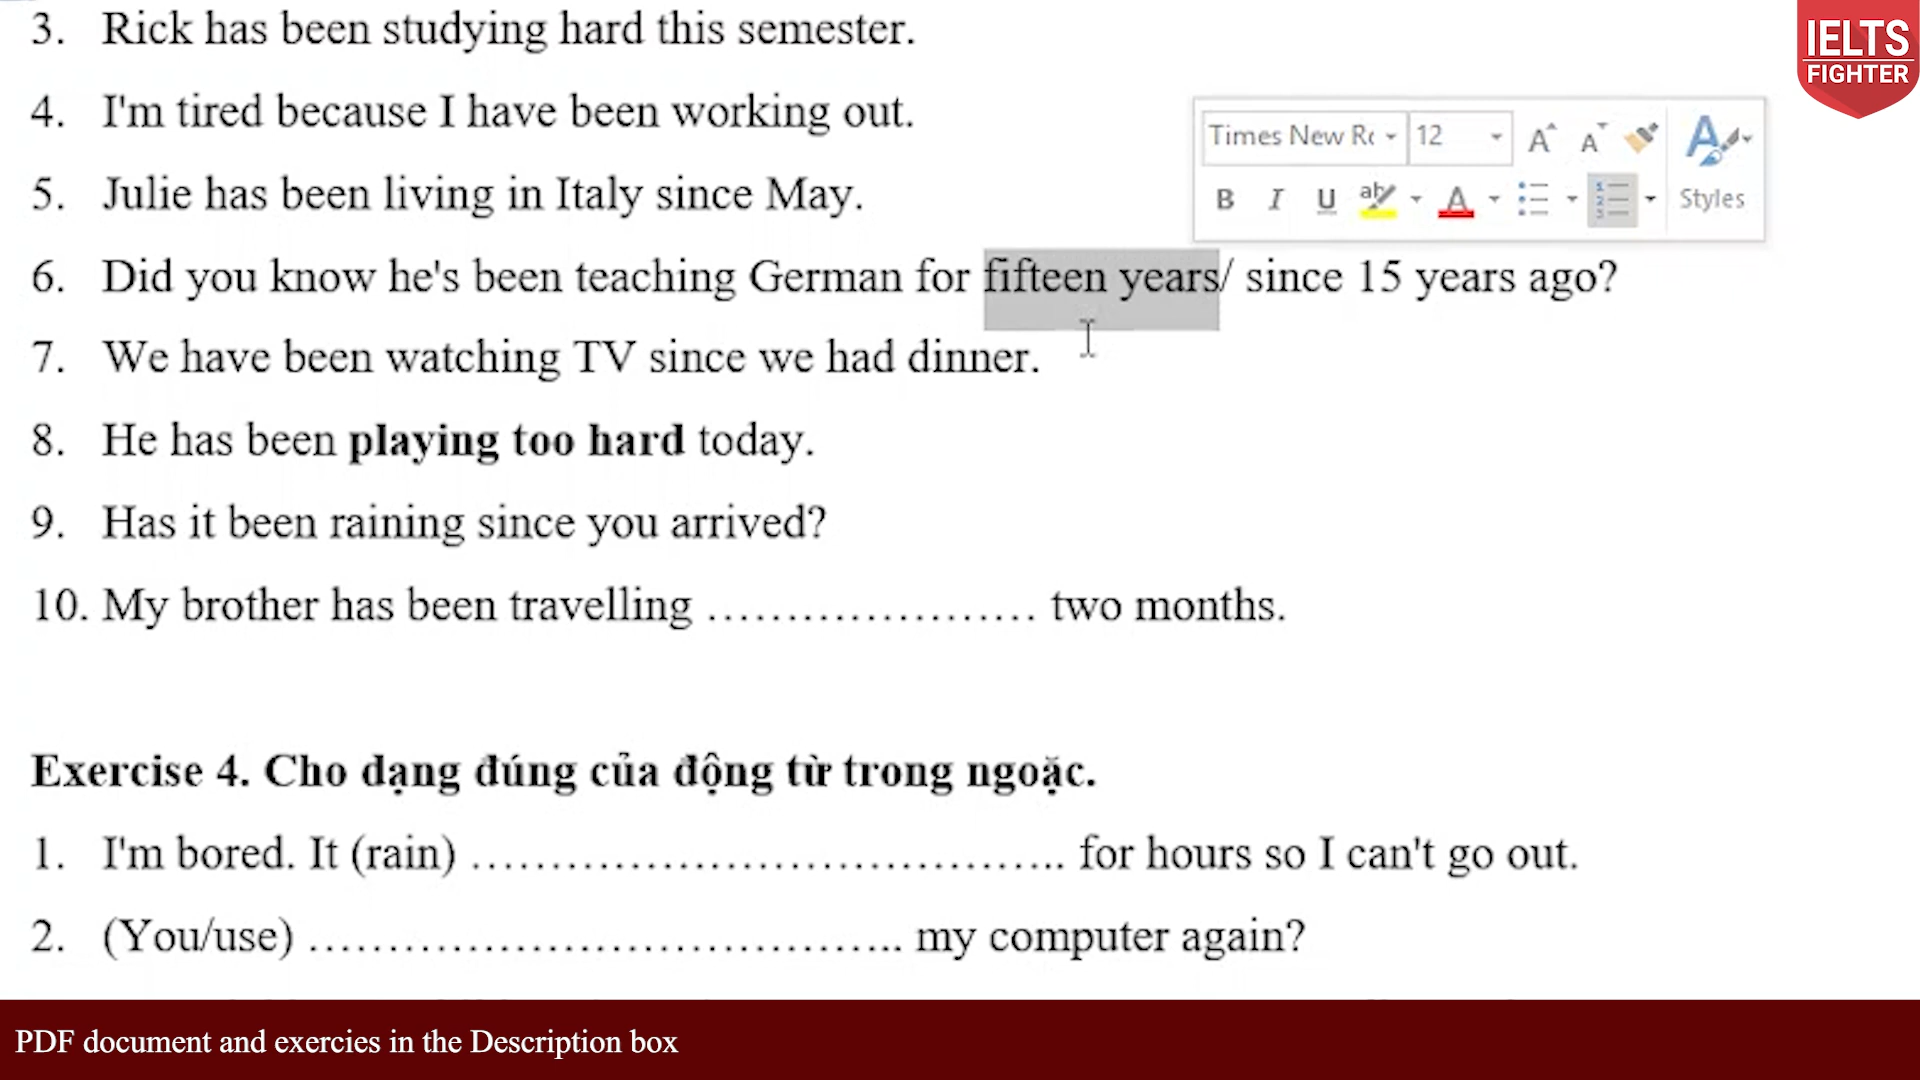 3. Rick has been studying hard this semester.
4. I'm tired because I have been working out.
5. Julie has been living in Italy since May.
6. Did you know he's been teaching German for fifteen years/ since 15 years ago?
7. We have been watching TV since we had dinner.
8. He has been playing too hard today.
9. Has it been raining since you arrived?
10. My brother has been travelling ………………… two months.
Exercise 4. Cho dạng đúng của động từ trong ngoặc.
1. I'm bored. It (rain) ……………………………….. for hours so I can't go out.
2. (You/use) ……………………………….. my computer again?
IELTS
FIGHTER
Times New Ro 12 A A
B I U ab A Styles
PDF document and exercies in the Description box